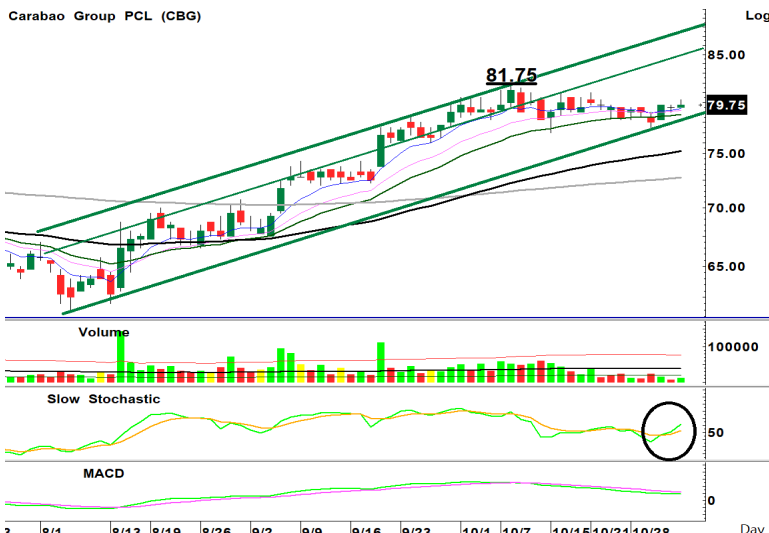 Carabao Group PCL (CBG)
Log
81.75
85.00
79.75
75.00
70.00
65.00
Volume
100000
Slow Stochastic
50
MACD
0
3 8/1 8/13 8/19 8/26 9/2 9/9 9/16 9/23 10/1 10/7 10/15 10/21 10/28 Day